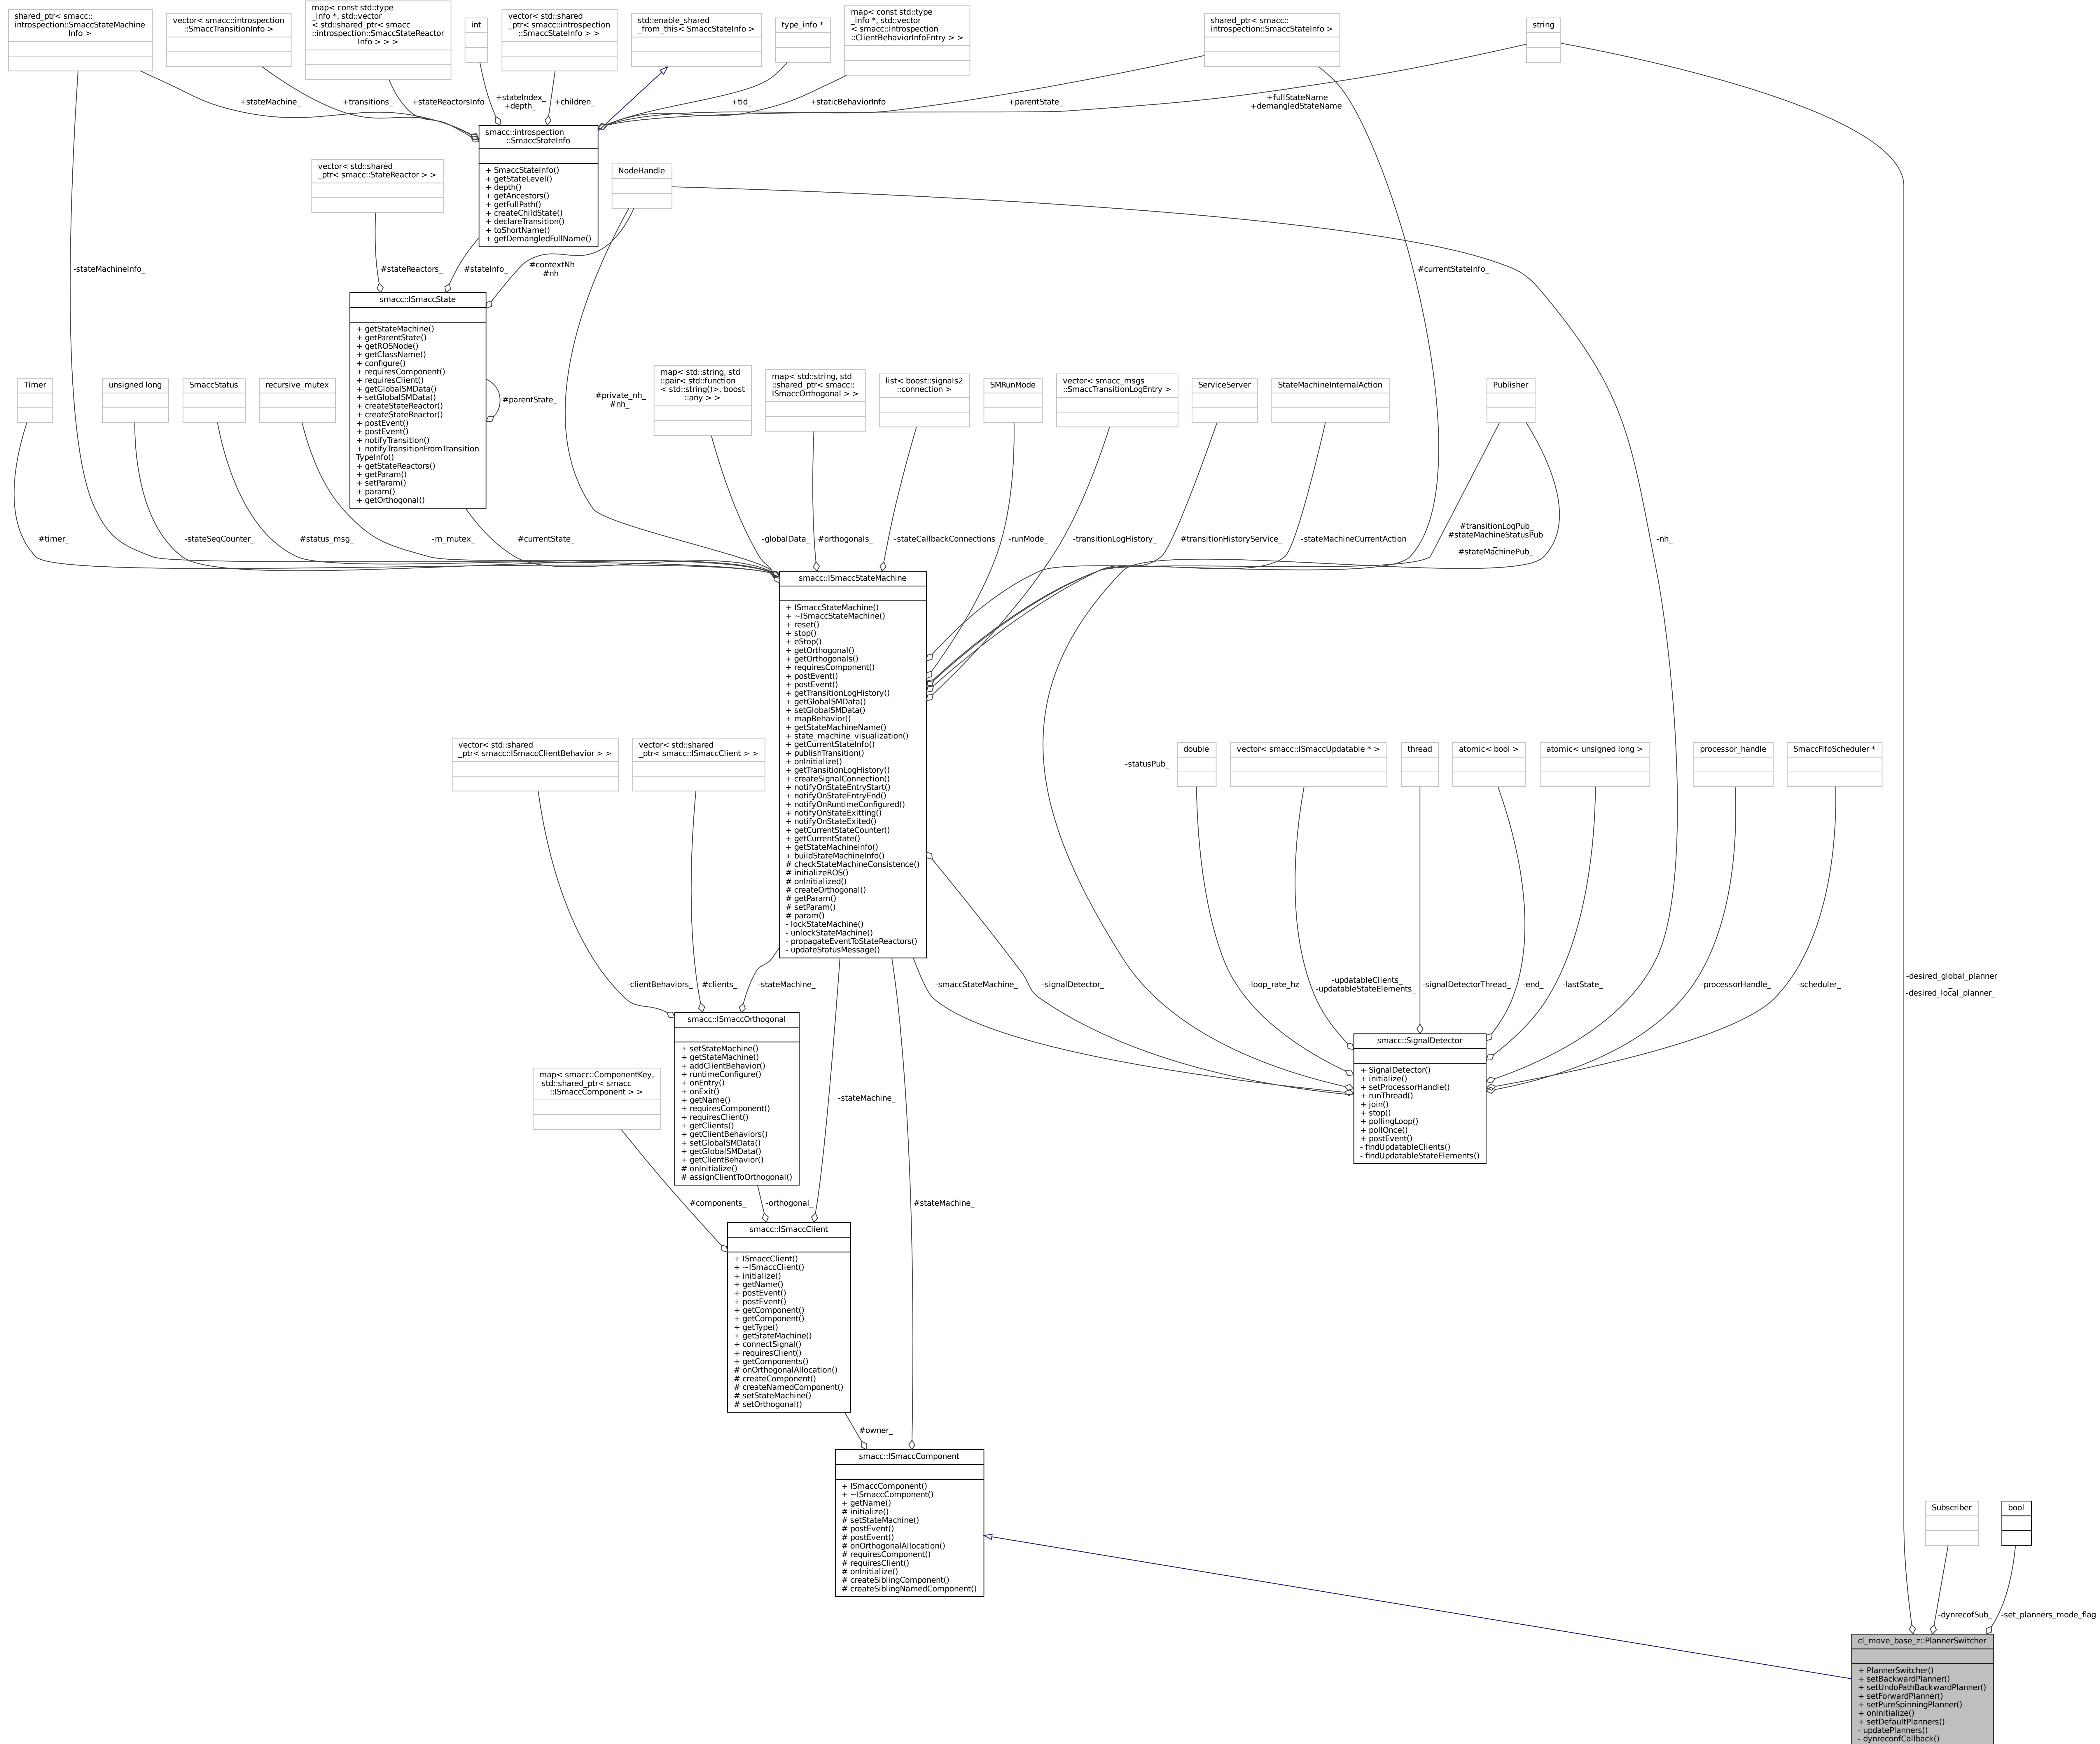 shared_ptr< smacc::
introspection::SmaccStateMachine
Info >
vector< smacc::introspection
::SmaccTransitionInfo >
map< const std::type
_info *, std::vector
< std::shared_ptr< smacc
::introspection::SmaccStateReactor
Info > > >
int
vector< std::shared
_ptr< smacc::introspection
::SmaccStateInfo > >
std::enable_shared
_from_this< SmaccStateInfo >
type_info *
map< const std::type
_info *, std::vector
< smacc::introspection
::ClientBehaviorInfoEntry > >
shared_ptr< smacc::
introspection::SmaccStateInfo >
string
+stateMachine_
+transitions_
+stateReactorsInfo
+stateIndex_
+depth_
+children_
+tid_
+staticBehaviorInfo
+parentState_
+fullStateName
+demangledStateName
smacc::introspection
::SmaccStateInfo
+ SmaccStateInfo()
+ getStateLevel()
+ depth()
+ getAncestors()
+ getFullPath()
+ createChildState()
+ declareTransition()
+ toShortName()
+ getDemangledFullName()
vector< std::shared
_ptr< smacc::StateReactor > >
NodeHandle
-stateMachineInfo_
#stateReactors_
#stateInfo_
#contextNh
#nh
#currentStateInfo_
smacc::ISmaccState
+ getStateMachine()
+ getParentState()
+ getROSNode()
+ getClassName()
+ configure()
+ requiresComponent()
+ requiresClient()
+ getGlobalSMData()
+ setGlobalSMData()
+ createStateReactor()
+ createStateReactor()
+ postEvent()
+ postEvent()
+ notifyTransition()
+ notifyTransitionFromTransition
TypeInfo()
+ getStateReactors()
+ getParam()
+ setParam()
+ param()
+ getOrthogonal()
#parentState_
#private_nh_
#nh_
Timer
unsigned long
SmaccStatus
recursive_mutex
map< std::string, std
::pair< std::function
< std::string()>, boost
::any > >
map< std::string, std
::shared_ptr< smacc::
ISmaccOrthogonal > >
list< boost::signals2
::connection >
SMRunMode
vector< smacc_msgs
::SmaccTransitionLogEntry >
ServiceServer
StateMachineInternalAction
Publisher
#timer_
-stateSeqCounter_
#status_msg_
-m_mutex_
#currentState_
-globalData_
#orthogonals_
-stateCallbackConnections
-runMode_
-transitionLogHistory_
#transitionHistoryService_
-stateMachineCurrentAction
#transitionLogPub_
#stateMachineStatusPub
_
#stateMachinePub_
-nh_
smacc::ISmaccStateMachine
+ ISmaccStateMachine()
+ ~ISmaccStateMachine()
+ reset()
+ stop()
+ eStop()
+ getOrthogonal()
+ getOrthogonals()
+ requiresComponent()
+ postEvent()
+ postEvent()
+ getTransitionLogHistory()
+ getGlobalSMData()
+ setGlobalSMData()
+ mapBehavior()
+ getStateMachineName()
+ state_machine_visualization()
+ getCurrentStateInfo()
+ publishTransition()
+ onInitialize()
+ getTransitionLogHistory()
+ createSignalConnection()
+ notifyOnStateEntryStart()
+ notifyOnStateEntryEnd()
+ notifyOnRuntimeConfigured()
+ notifyOnStateExitting()
+ notifyOnStateExited()
+ getCurrentStateCounter()
+ getCurrentState()
+ getStateMachineInfo()
+ buildStateMachineInfo()
# checkStateMachineConsistence()
# initializeROS()
# onInitialized()
# createOrthogonal()
# getParam()
# setParam()
# param()
- lockStateMachine()
- unlockStateMachine()
- propagateEventToStateReactors()
- updateStatusMessage()
vector< std::shared
_ptr< smacc::ISmaccClientBehavior > >
vector< std::shared
_ptr< smacc::ISmaccClient > >
-statusPub_
double
vector< smacc::ISmaccUpdatable * >
thread
atomic< bool >
atomic< unsigned long >
processor_handle
SmaccFifoScheduler *
-clientBehaviors_
#clients_
-stateMachine_
-smaccStateMachine_
-signalDetector_
-loop_rate_hz
-updatableClients_
-updatableStateElements_
-signalDetectorThread_
-end_
-lastState_
-processorHandle_
-scheduler_
-desired_global_planner
_
-desired_local_planner_
smacc::ISmaccOrthogonal
+ setStateMachine()
+ getStateMachine()
+ addClientBehavior()
+ runtimeConfigure()
+ onEntry()
+ onExit()
+ getName()
+ requiresComponent()
+ requiresClient()
+ getClients()
+ getClientBehaviors()
+ setGlobalSMData()
+ getGlobalSMData()
+ getClientBehavior()
# onInitialize()
# assignClientToOrthogonal()
smacc::SignalDetector
+ SignalDetector()
+ initialize()
+ setProcessorHandle()
+ runThread()
+ join()
+ stop()
+ pollingLoop()
+ pollOnce()
+ postEvent()
- findUpdatableClients()
- findUpdatableStateElements()
map< smacc::ComponentKey,
std::shared_ptr< smacc
::ISmaccComponent > >
-stateMachine_
#components_
-orthogonal_
#stateMachine_
smacc::ISmaccClient
+ ISmaccClient()
+ ~ISmaccClient()
+ initialize()
+ getName()
+ postEvent()
+ postEvent()
+ getComponent()
+ getComponent()
+ getType()
+ getStateMachine()
+ connectSignal()
+ requiresClient()
+ getComponents()
# onOrthogonalAllocation()
# createComponent()
# createNamedComponent()
# setStateMachine()
# setOrthogonal()
#owner_
smacc::ISmaccComponent
+ ISmaccComponent()
+ ~ISmaccComponent()
+ getName()
# initialize()
# setStateMachine()
# postEvent()
# postEvent()
# onOrthogonalAllocation()
# requiresComponent()
# requiresClient()
# onInitialize()
# createSiblingComponent()
# createSiblingNamedComponent()
Subscriber
bool
-dynrecofSub_
-set_planners_mode_flag
cl_move_base_z::PlannerSwitcher
+ PlannerSwitcher()
+ setBackwardPlanner()
+ setUndoPathBackwardPlanner()
+ setForwardPlanner()
+ setPureSpinningPlanner()
+ onInitialize()
+ setDefaultPlanners()
- updatePlanners()
- dynreconfCallback()